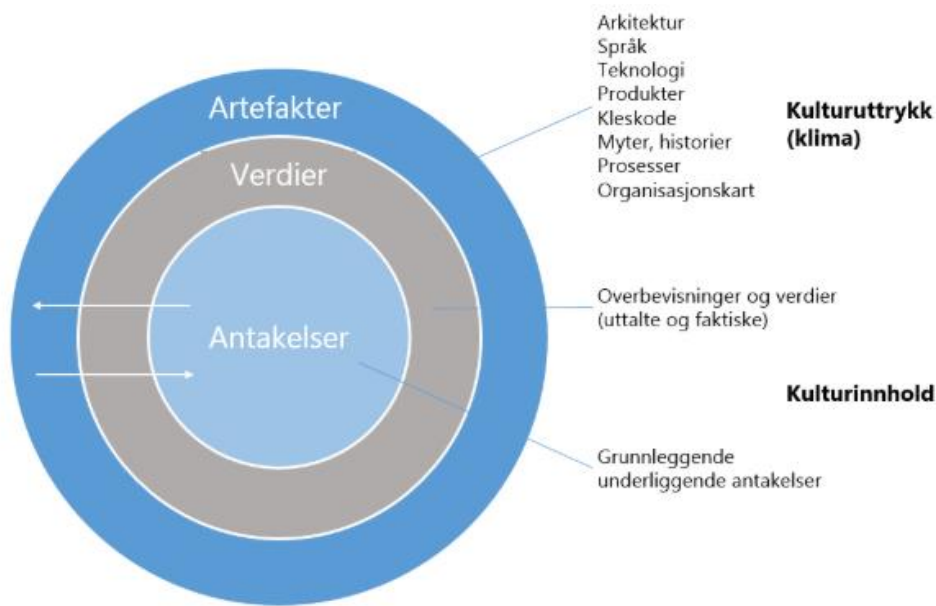 Artefakter
Verdier
Antakelser
Arkitektur
Språk
Teknologi
Produkter
Kleskode
Myter, historier
Prosesser
Organisasjonskart
Kulturuttrykk
(klima)
Overbevisninger og verdier
(uttalte og faktiske)
Kulturinnhold
Grunnleggende
underliggende antakelser